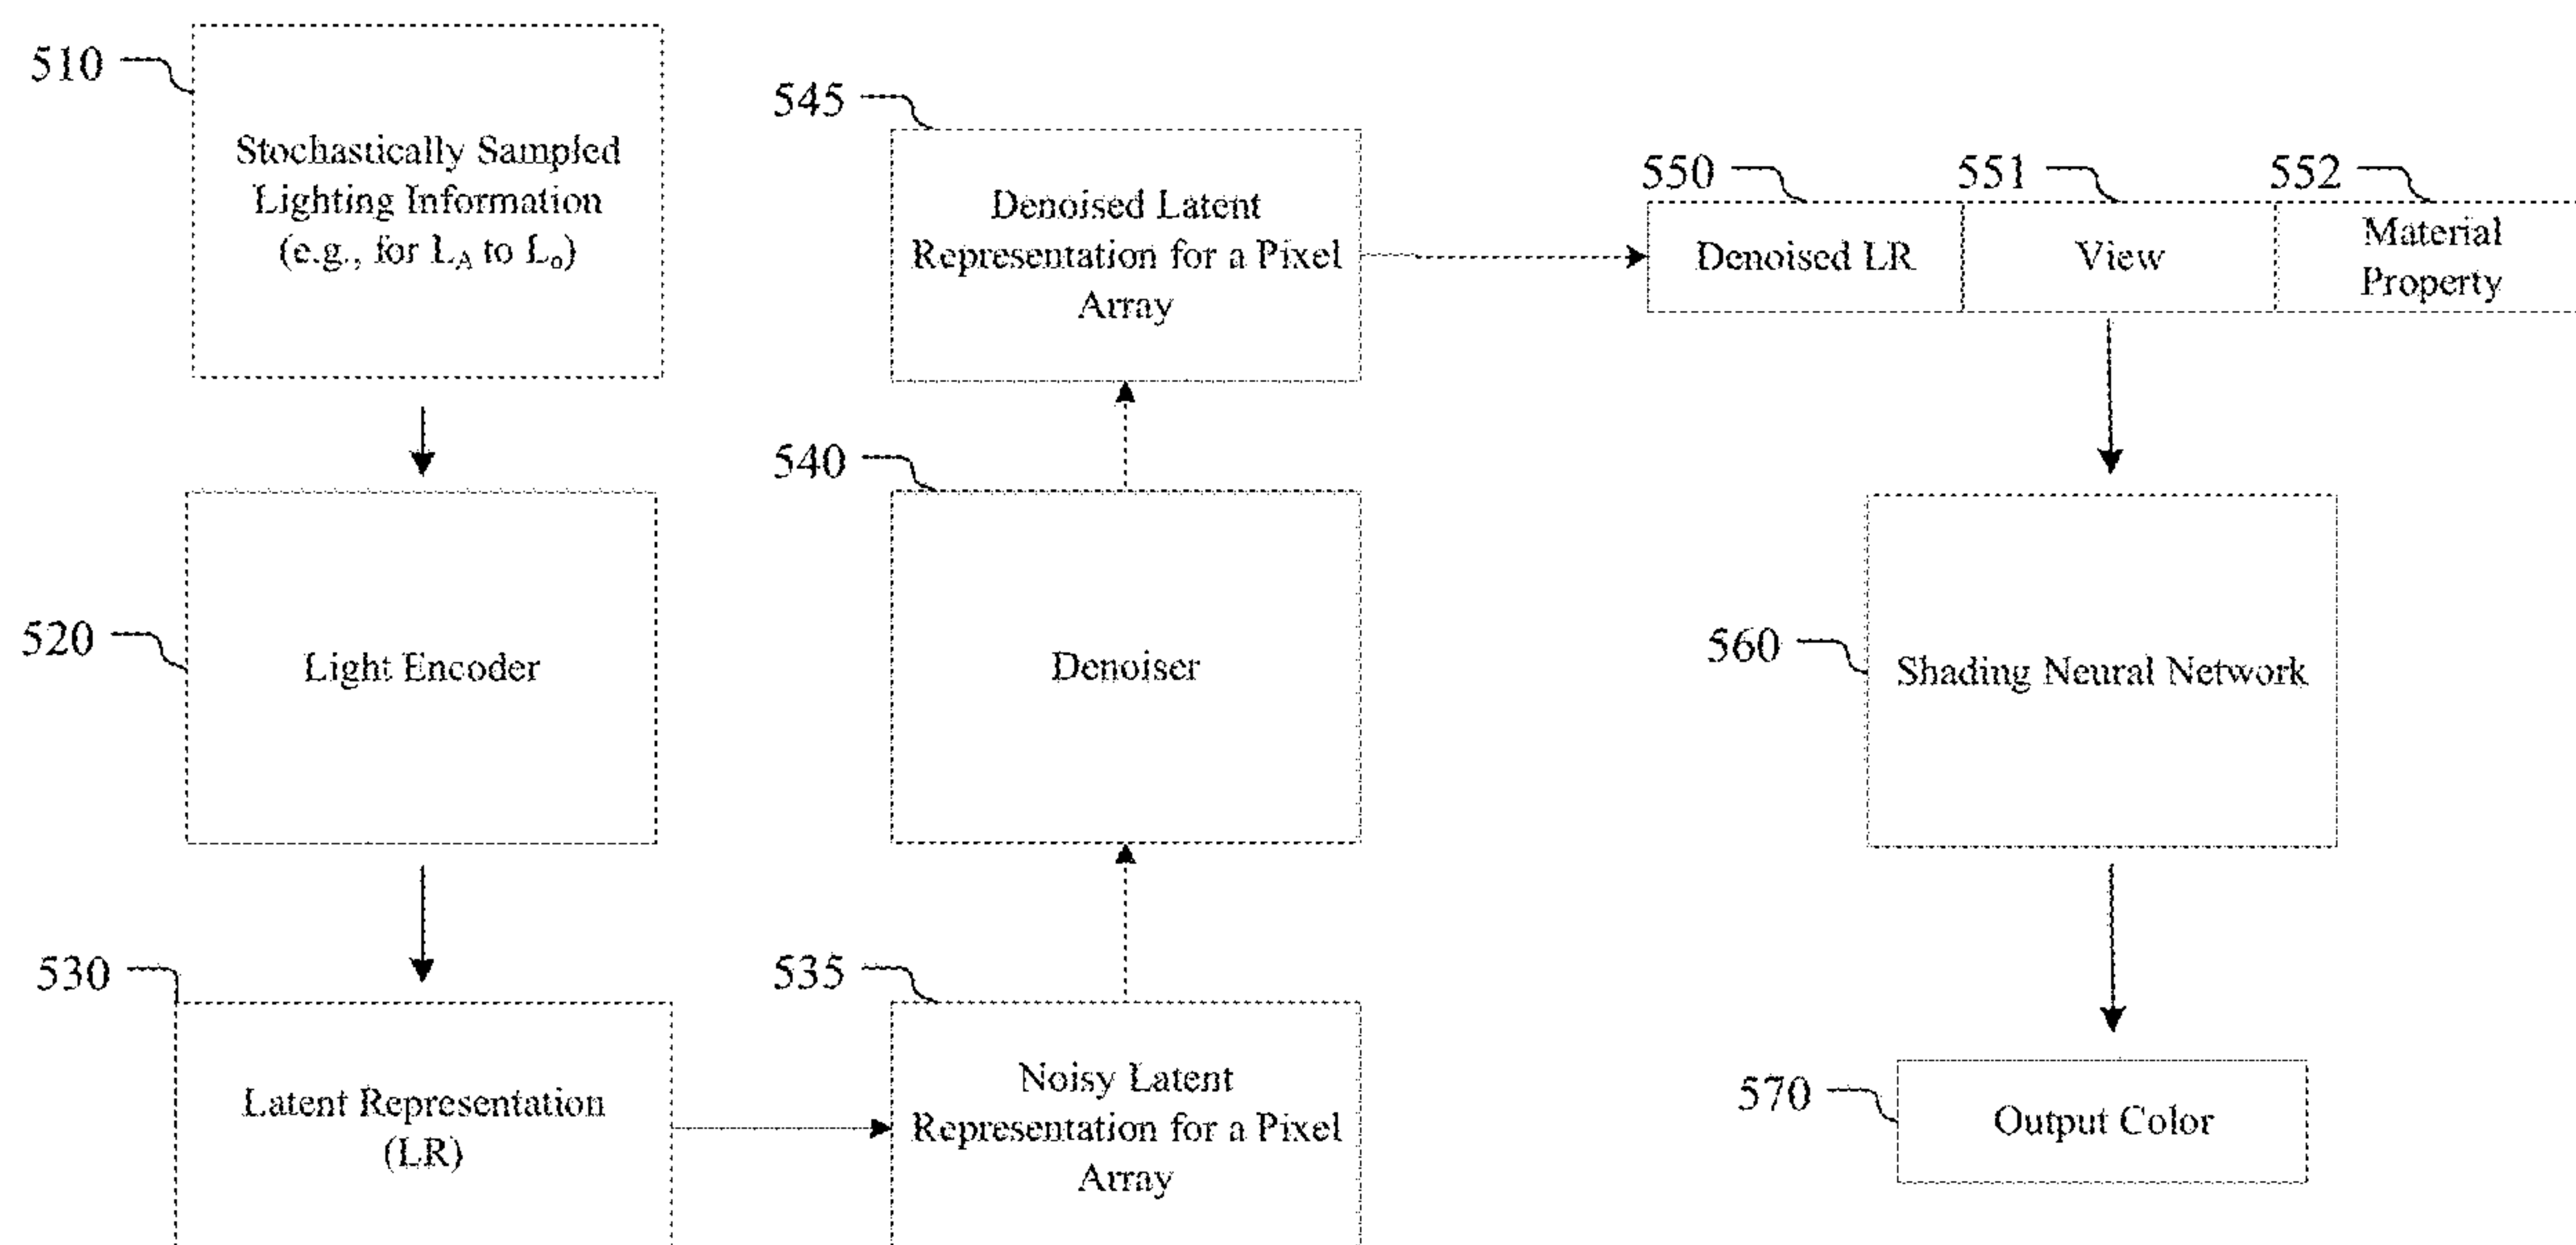 510
Stochastically Sampled
Lighting Information
(e.g., for L_A to L_o)
520
Light Encoder
530
Latent Representation
(LR)
535
Noisy Latent
Representation for a Pixel
Array
540
Denoiser
545
Denoised Latent
Representation for a Pixel
Array
550
Denoised LR
551
View
552
Material
Property
560
Shading Neural Network
570
Output Color